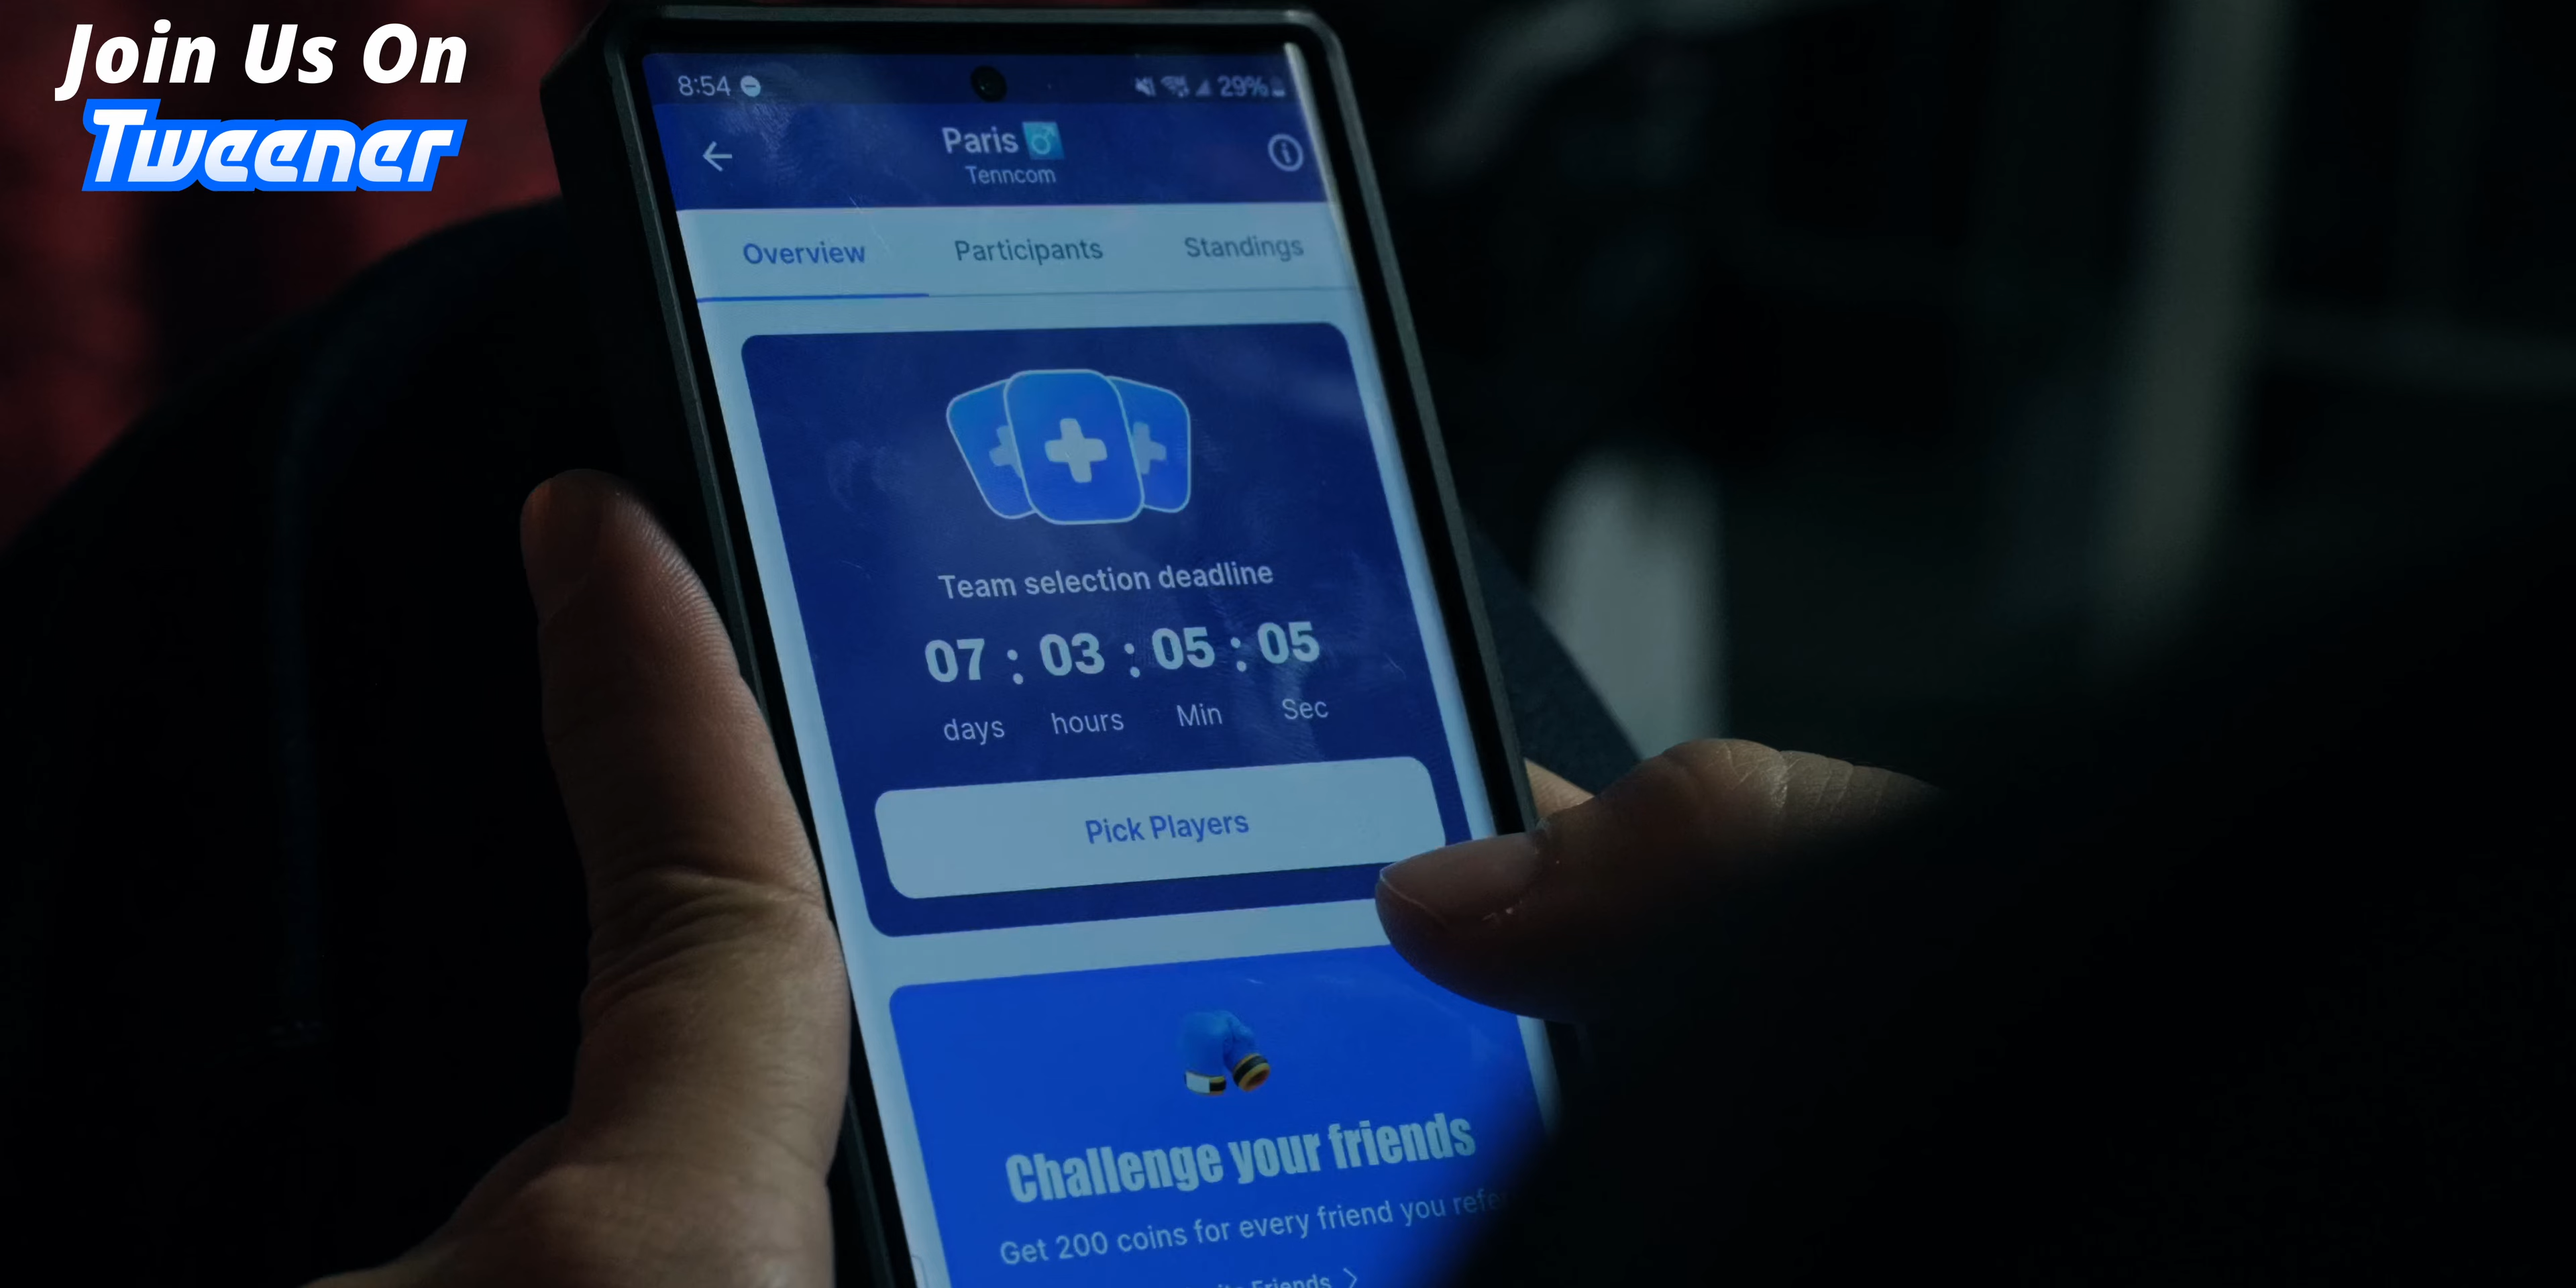 Join Us On
Tweener
8:54
29%
Paris
Tenncom
Overview
Participants
Standings
Team selection deadline
07 : 03 : 05 : 05
days hours Min Sec
Pick Players
Challenge your friends
Get 200 coins for every friend you
Friends